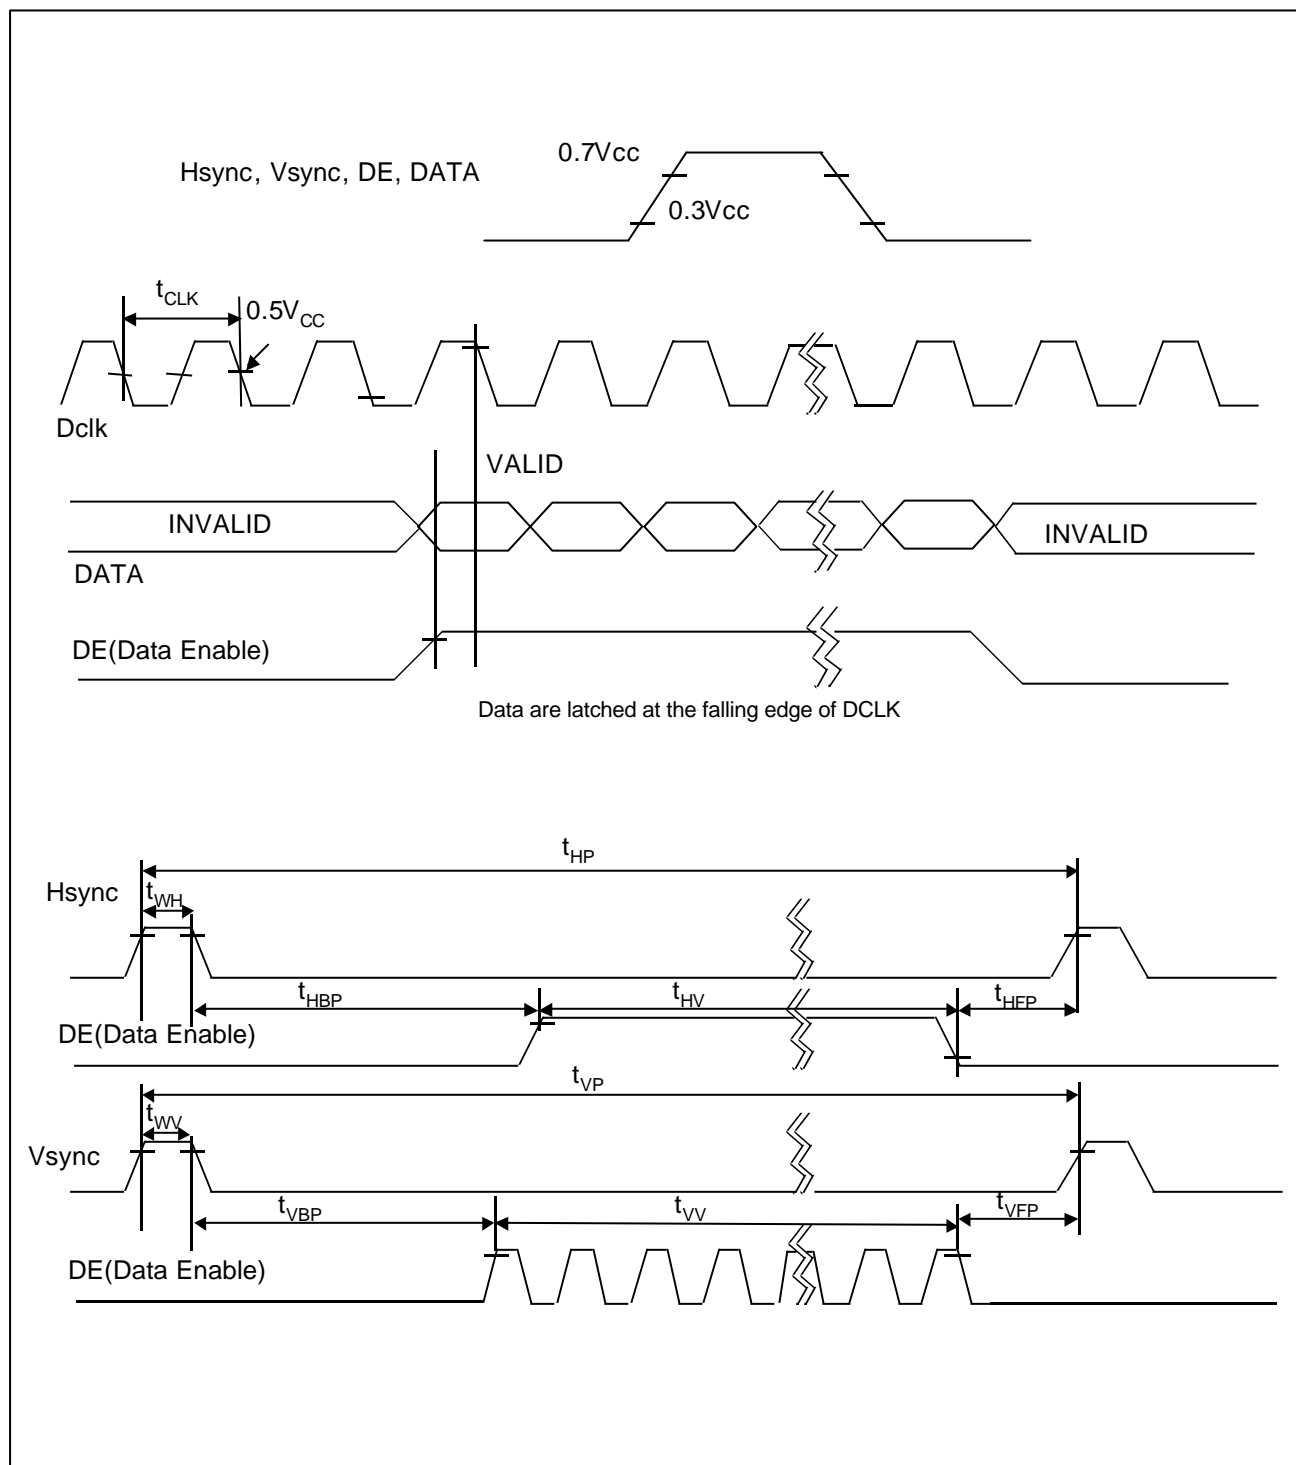 0.7Vcc
Hsync, Vsync, DE, DATA
0.3Vcc
tCLK
0.5VCC
Dclk
VALID
INVALID
INVALID
DATA
DE(Data Enable)
Data are latched at the falling edge of DCLK
tHP
Hsync
tWH
tHBP
tHV
tHFP
DE(Data Enable)
tVP
tWV
Vsync
tVBP
tVV
tVFP
DE(Data Enable)